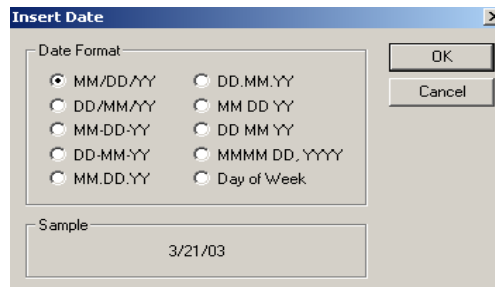 Insert Date
Date Format
MM/DD/YY
DD/MM/YY
MM-DD-YY
DD-MM-YY
MM.DD.YY
DD.MM.YY
MM DD YY
DD MM YY
MMMM DD, YYYY
Day of Week
OK
Cancel
Sample
3/21/03